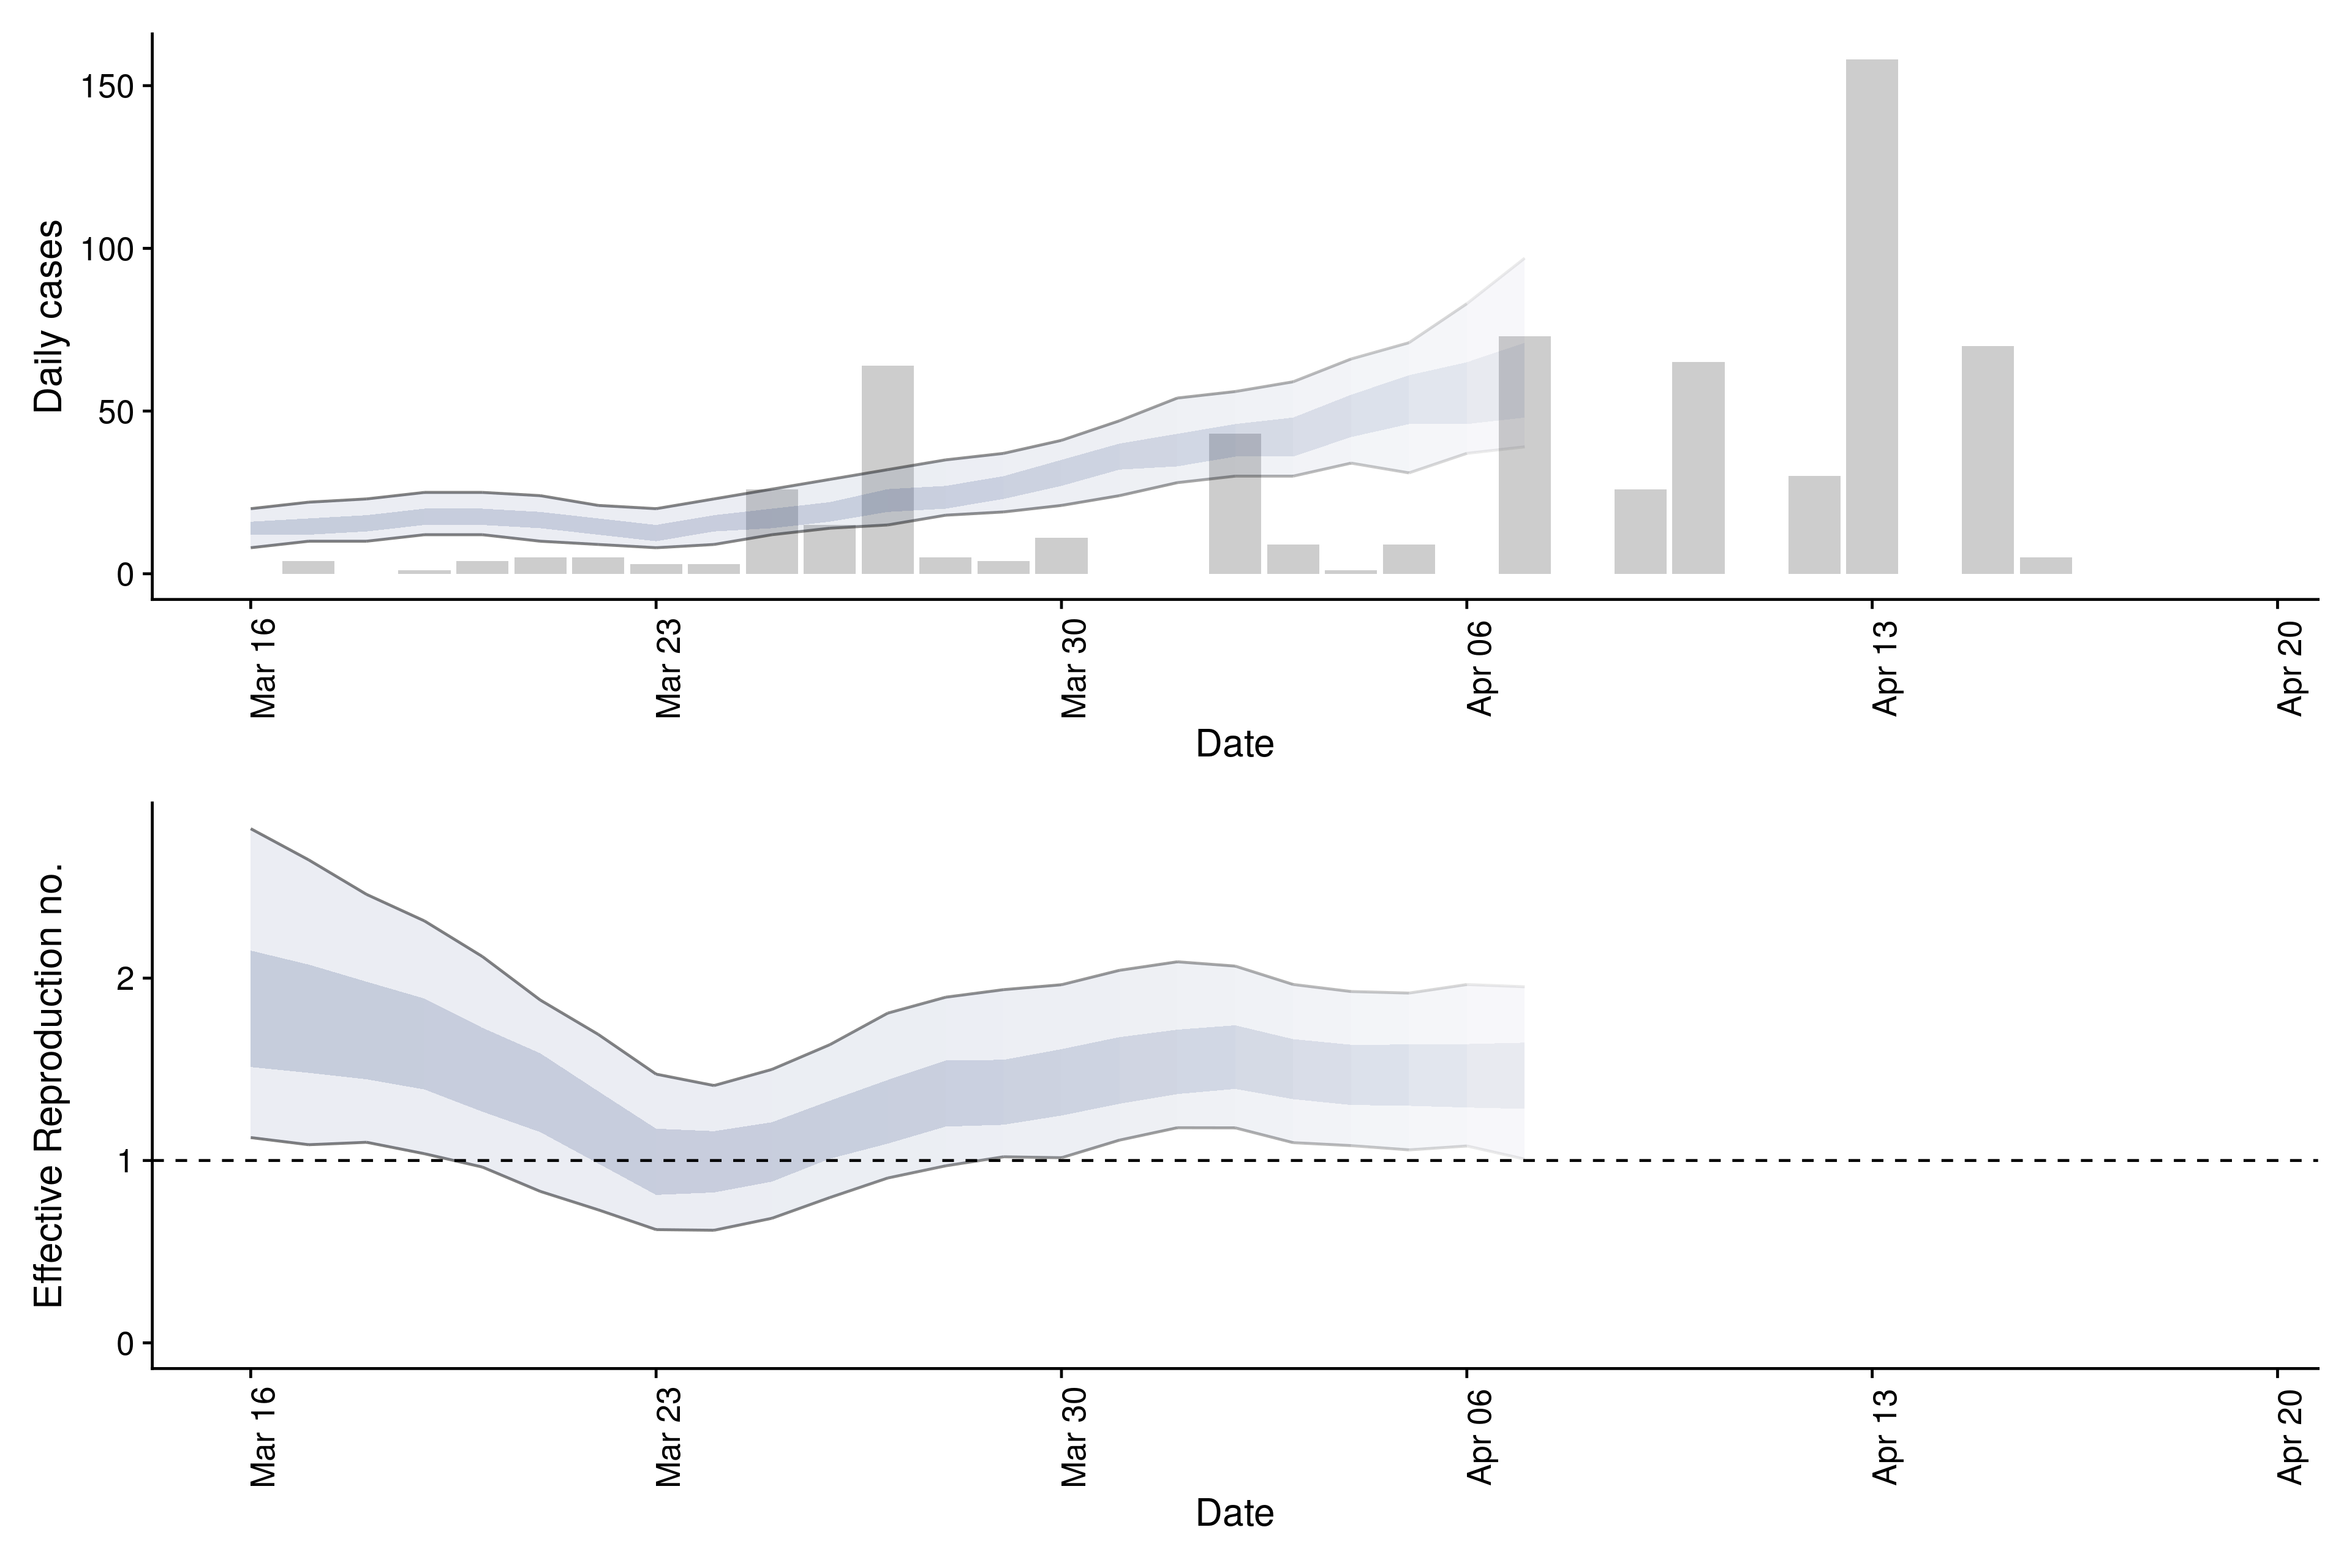 Daily cases
150
100
50
0
Mar 16
Mar 23
Mar 30
Apr 06
Apr 13
Apr 20
Date
Effective Reproduction no.
2
1
0
Mar 16
Mar 23
Mar 30
Apr 06
Apr 13
Apr 20
Date